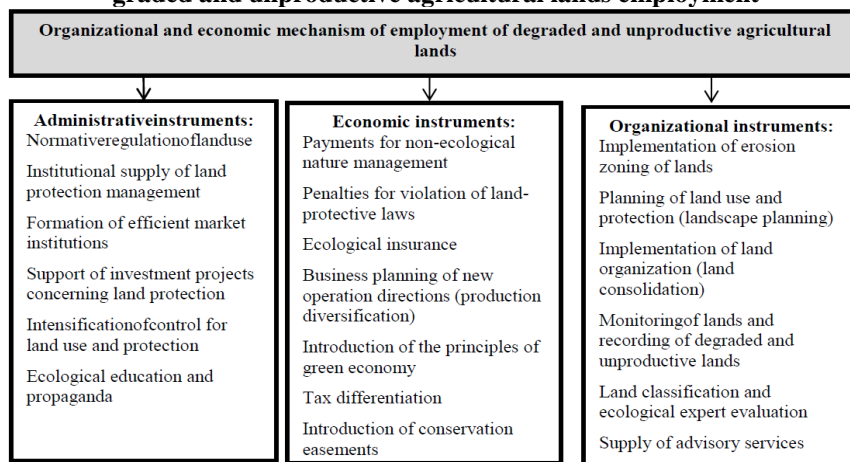 graded and unproductive agricultural lands employment
Organizational and economic mechanism of employment of degraded and unproductive agricultural
lands
Administrativeinstruments:
Normativeregulationoflanduse
Institutional supply of land
protection management
Formation of efficient market
institutions
Support of investment projects
concerning land protection
Intensificationofcontrol for
land use and protection
Ecological education and
propaganda
Economic instruments:
Payments for non-ecological
nature management
Penalties for violation of land-
protective laws
Ecological insurance
Business planning of new
operation directions (production
diversification)
Introduction of the principles of
green economy
Tax differentiation
Introduction of conservation
easements
Organizational instruments:
Implementation of erosion
zoning of lands
Planning of land use and
protection (landscape planning)
Implementation of land
organization (land
consolidation)
Monitoringof lands and
recording of degraded and
unproductive lands
Land classification and
ecological expert evaluation
Supply of advisory services